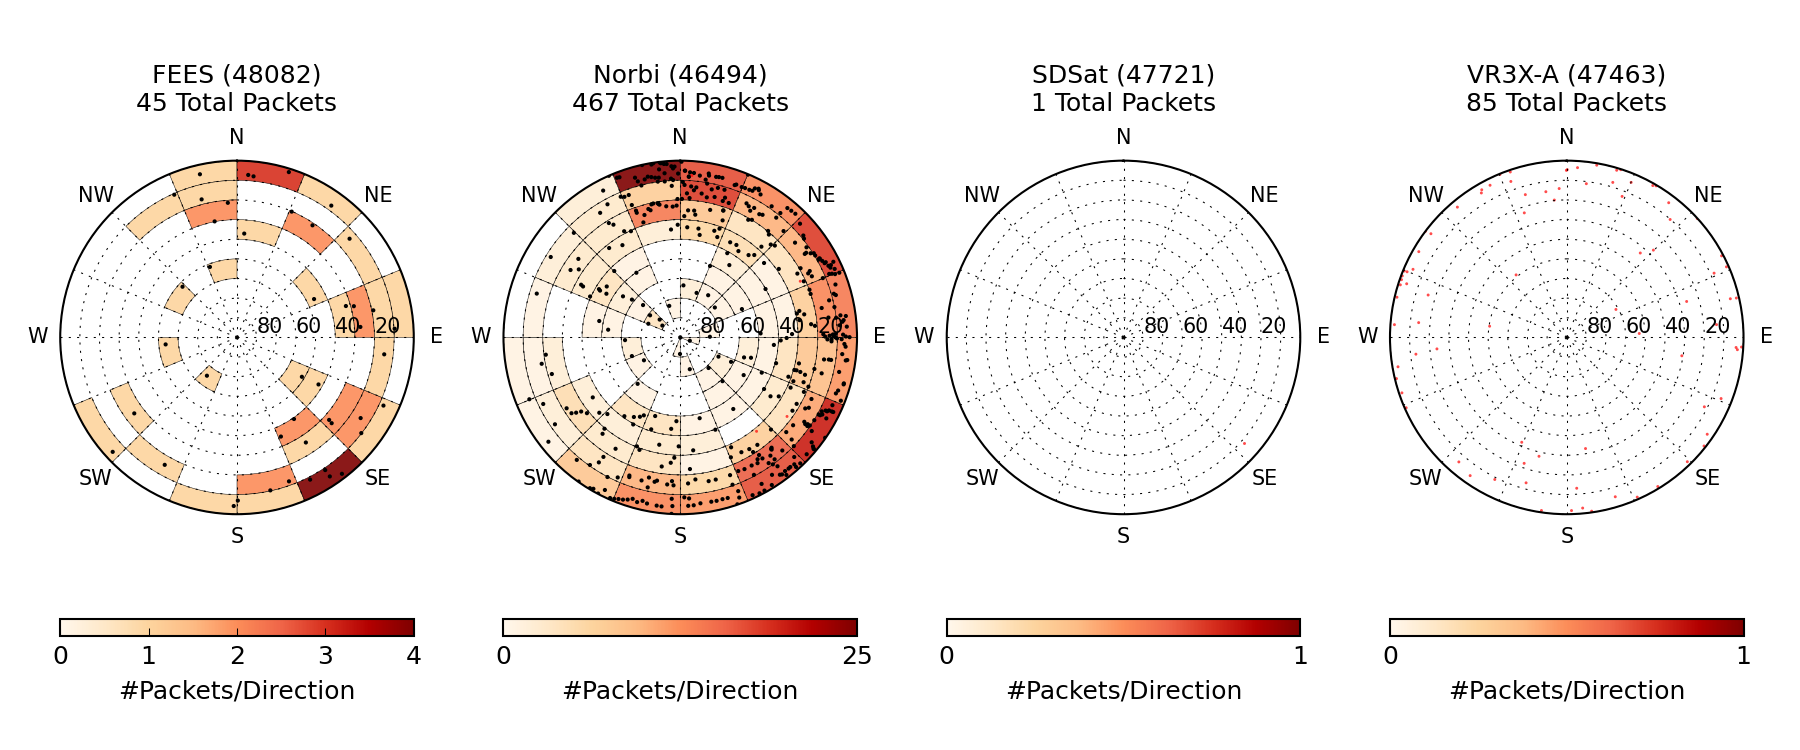 FEES (48082)
45 Total Packets
N
NW
NE
W
80
60
40
20
E
SW
SE
S
0
1
2
3
4
#Packets/Direction
Norbi (46494)
467 Total Packets
N
NW
NE
W
80
60
40
20
E
SW
SE
S
0
25
#Packets/Direction
SDSat (47721)
1 Total Packets
N
NW
NE
W
80
60
40
20
E
SW
SE
S
0
1
#Packets/Direction
VR3X-A (47463)
85 Total Packets
N
NW
NE
W
80
60
40
20
E
SW
SE
S
0
1
#Packets/Direction